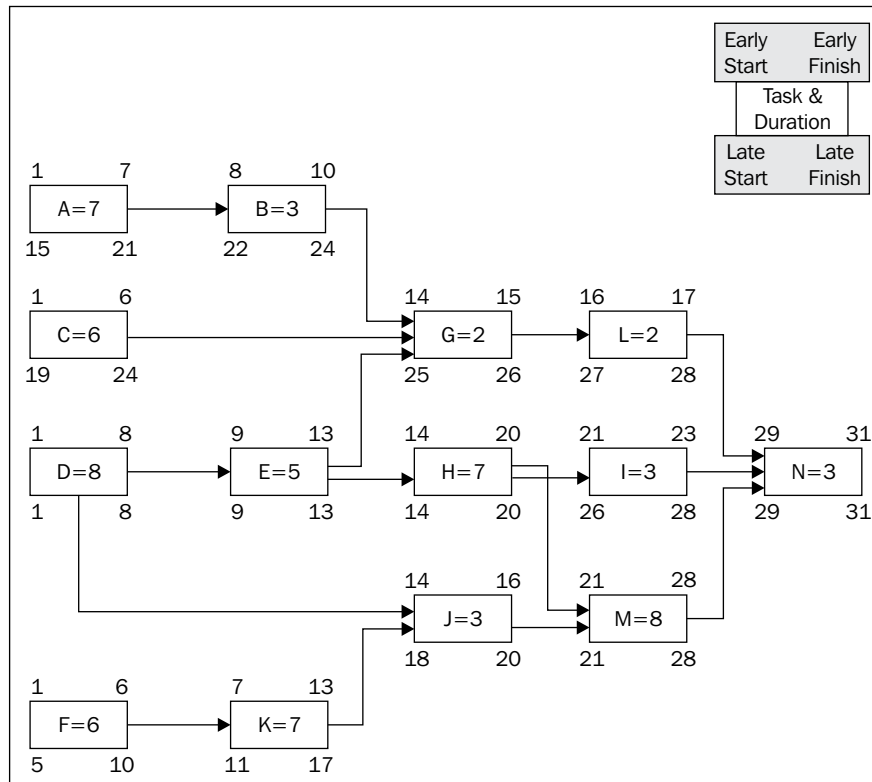 Early Early
Start Finish
Task &
Duration
Late Late
Start Finish
1 7 8 10
A=7 B=3
15 21 22 24
1 6 14 15 16 17
C=6 G=2 L=2
19 24 25 26 27 28
1 8 9 13 14 20 21 23 29 31
D=8 E=5 H=7 I=3 N=3
1 8 9 13 14 20 26 28 29 31
14 16 21 28
J=3 M=8
18 20 21 28
1 6 7 13
F=6 K=7
5 10 11 17